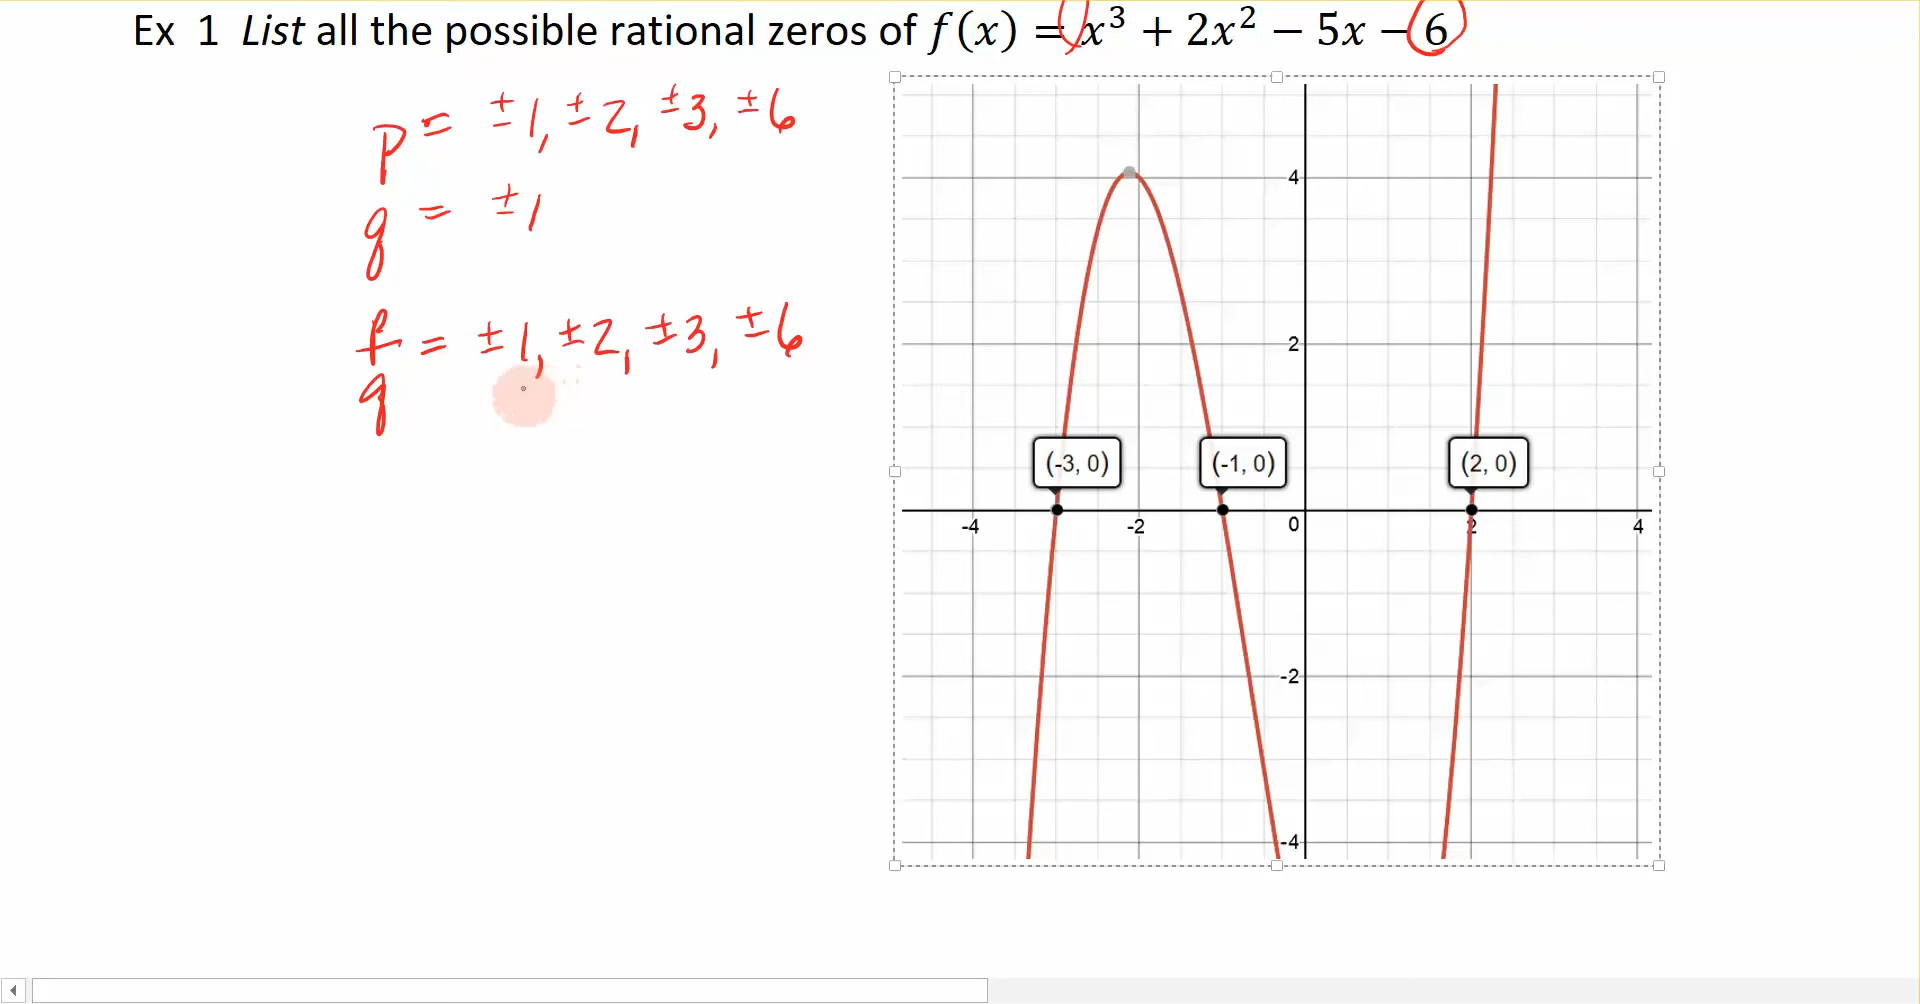 Ex 1 List all the possible rational zeros of f(x) = x³ + 2x² − 5x − 6
p = ±1, ±2, ±3, ±6
q = ±1
p/q = ±1, ±2, ±3, ±6
4
2
(-3, 0) (-1, 0) (2, 0)
-4 -2 0 2 4
-2
-4